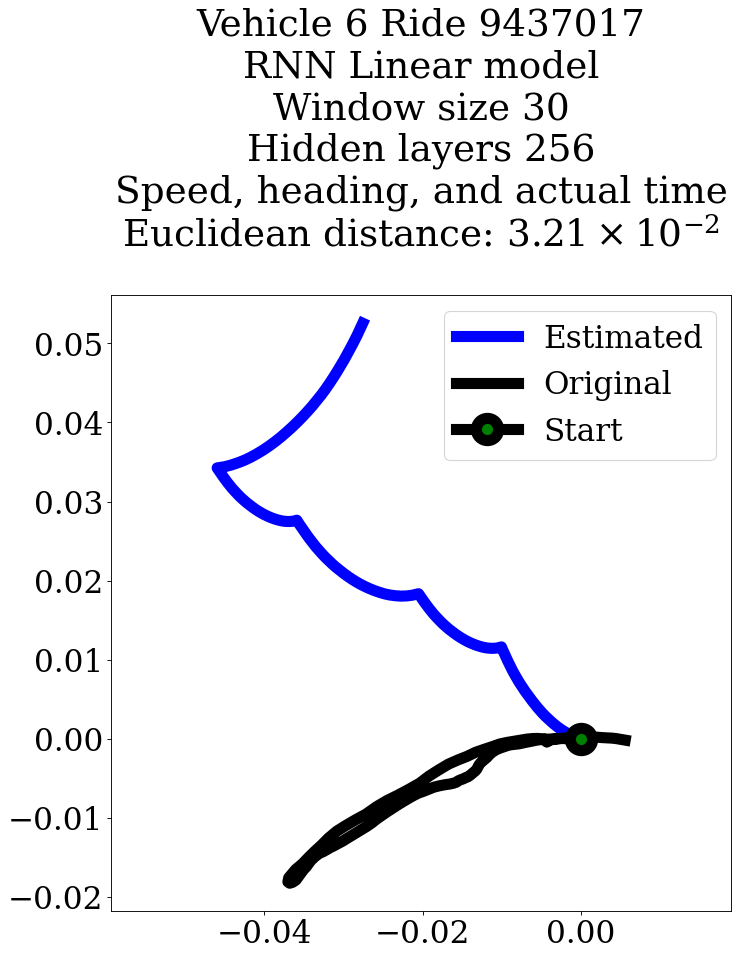 Vehicle 6 Ride 9437017
RNN Linear model
Window size 30
Hidden layers 256
Speed, heading, and actual time
Euclidean distance: 3.21 × 10⁻²
Estimated
Original
Start
0.05
0.04
0.03
0.02
0.01
0.00
−0.01
−0.02
−0.04 −0.02 0.00